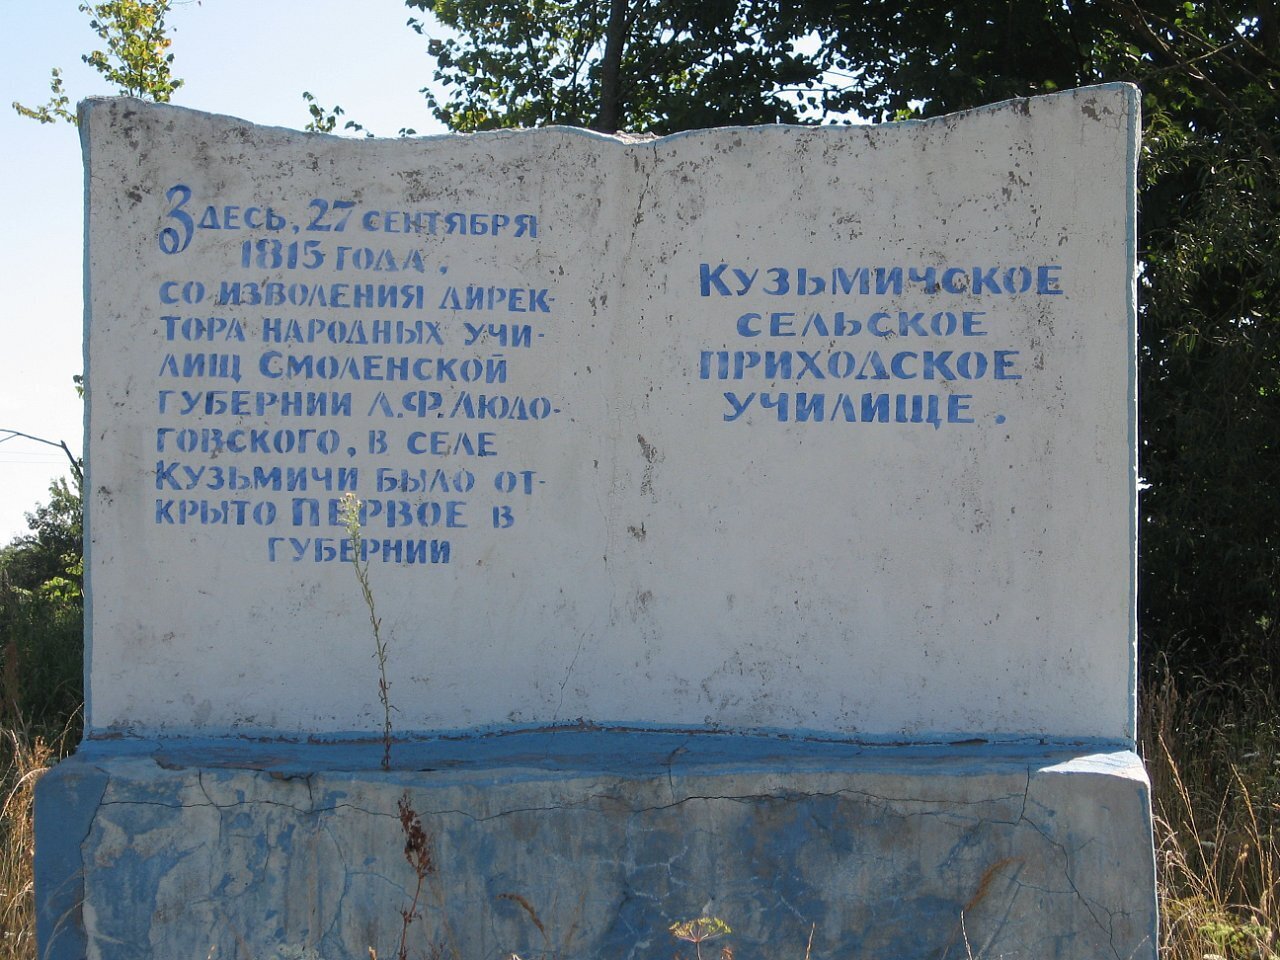 Здесь, 27 сентября
1815 года,
со изволения дирек-
тора народных учи-
лищ Смоленской
губернии Л.Ф.Людо-
говского, в селе
Кузьмичи было от-
крыто первое в
губернии
Кузьмичское
сельское
приходское
училище.